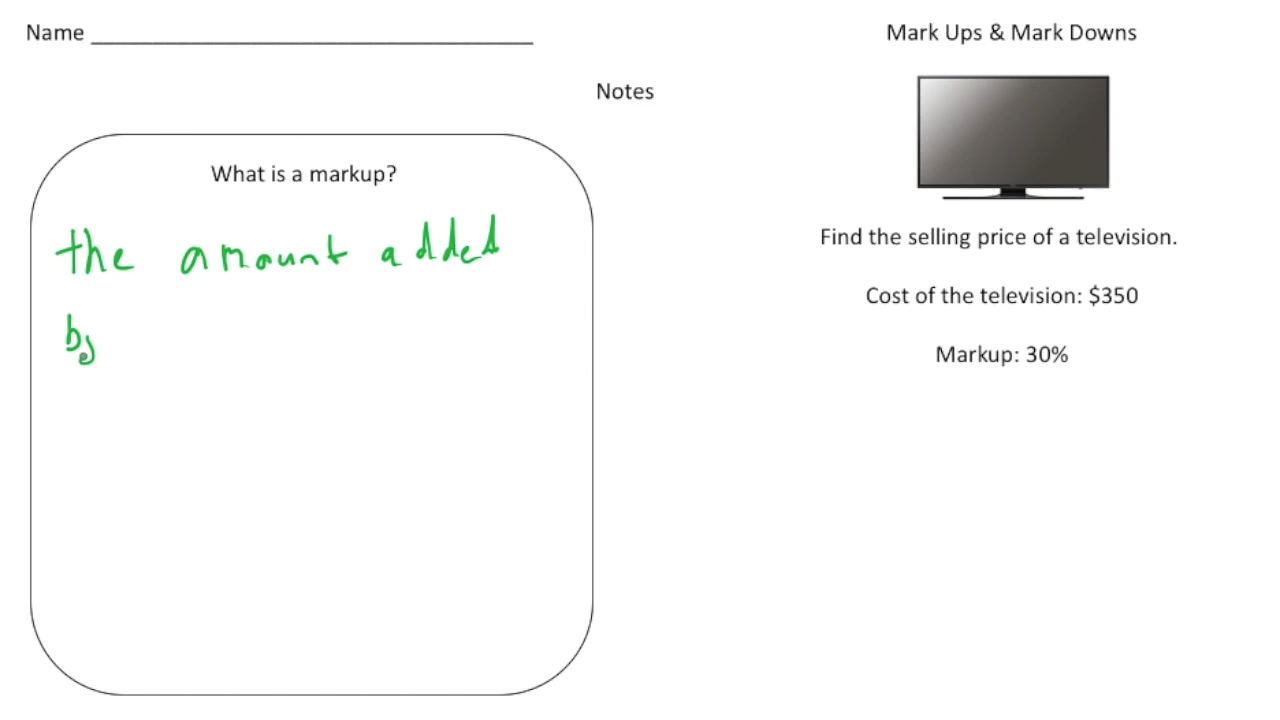 Name
Mark Ups & Mark Downs
Notes
What is a markup?
the amount added
by
Find the selling price of a television.
Cost of the television: $350
Markup: 30%